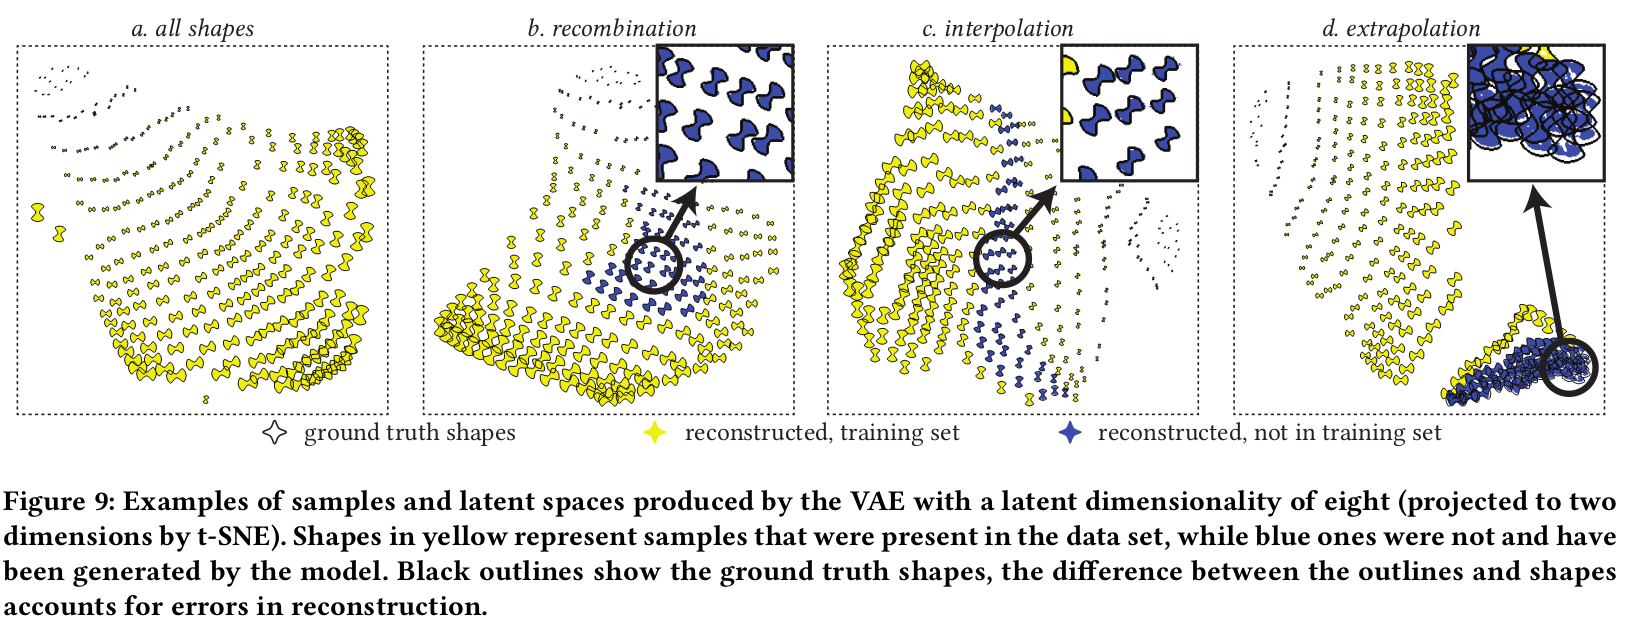 a. all shapes
b. recombination
c. interpolation
d. extrapolation
ground truth shapes
reconstructed, training set
reconstructed, not in training set
Figure 9: Examples of samples and latent spaces produced by the VAE with a latent dimensionality of eight (projected to two
dimensions by t-SNE). Shapes in yellow represent samples that were present in the data set, while blue ones were not and have
been generated by the model. Black outlines show the ground truth shapes, the difference between the outlines and shapes
accounts for errors in reconstruction.